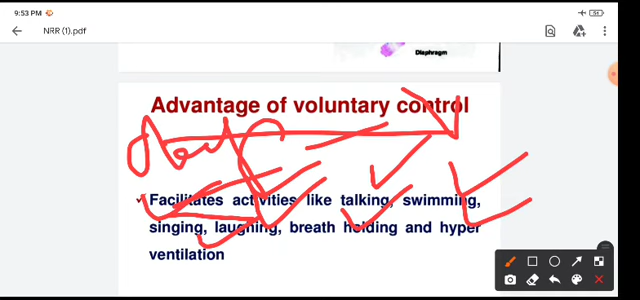 9:53 PM
51
NRR (1).pdf
Diaphragm
Advantage of voluntary control
Facilitates activities like talking, swimming,
singing, laughing, breath holding and hyper
ventilation